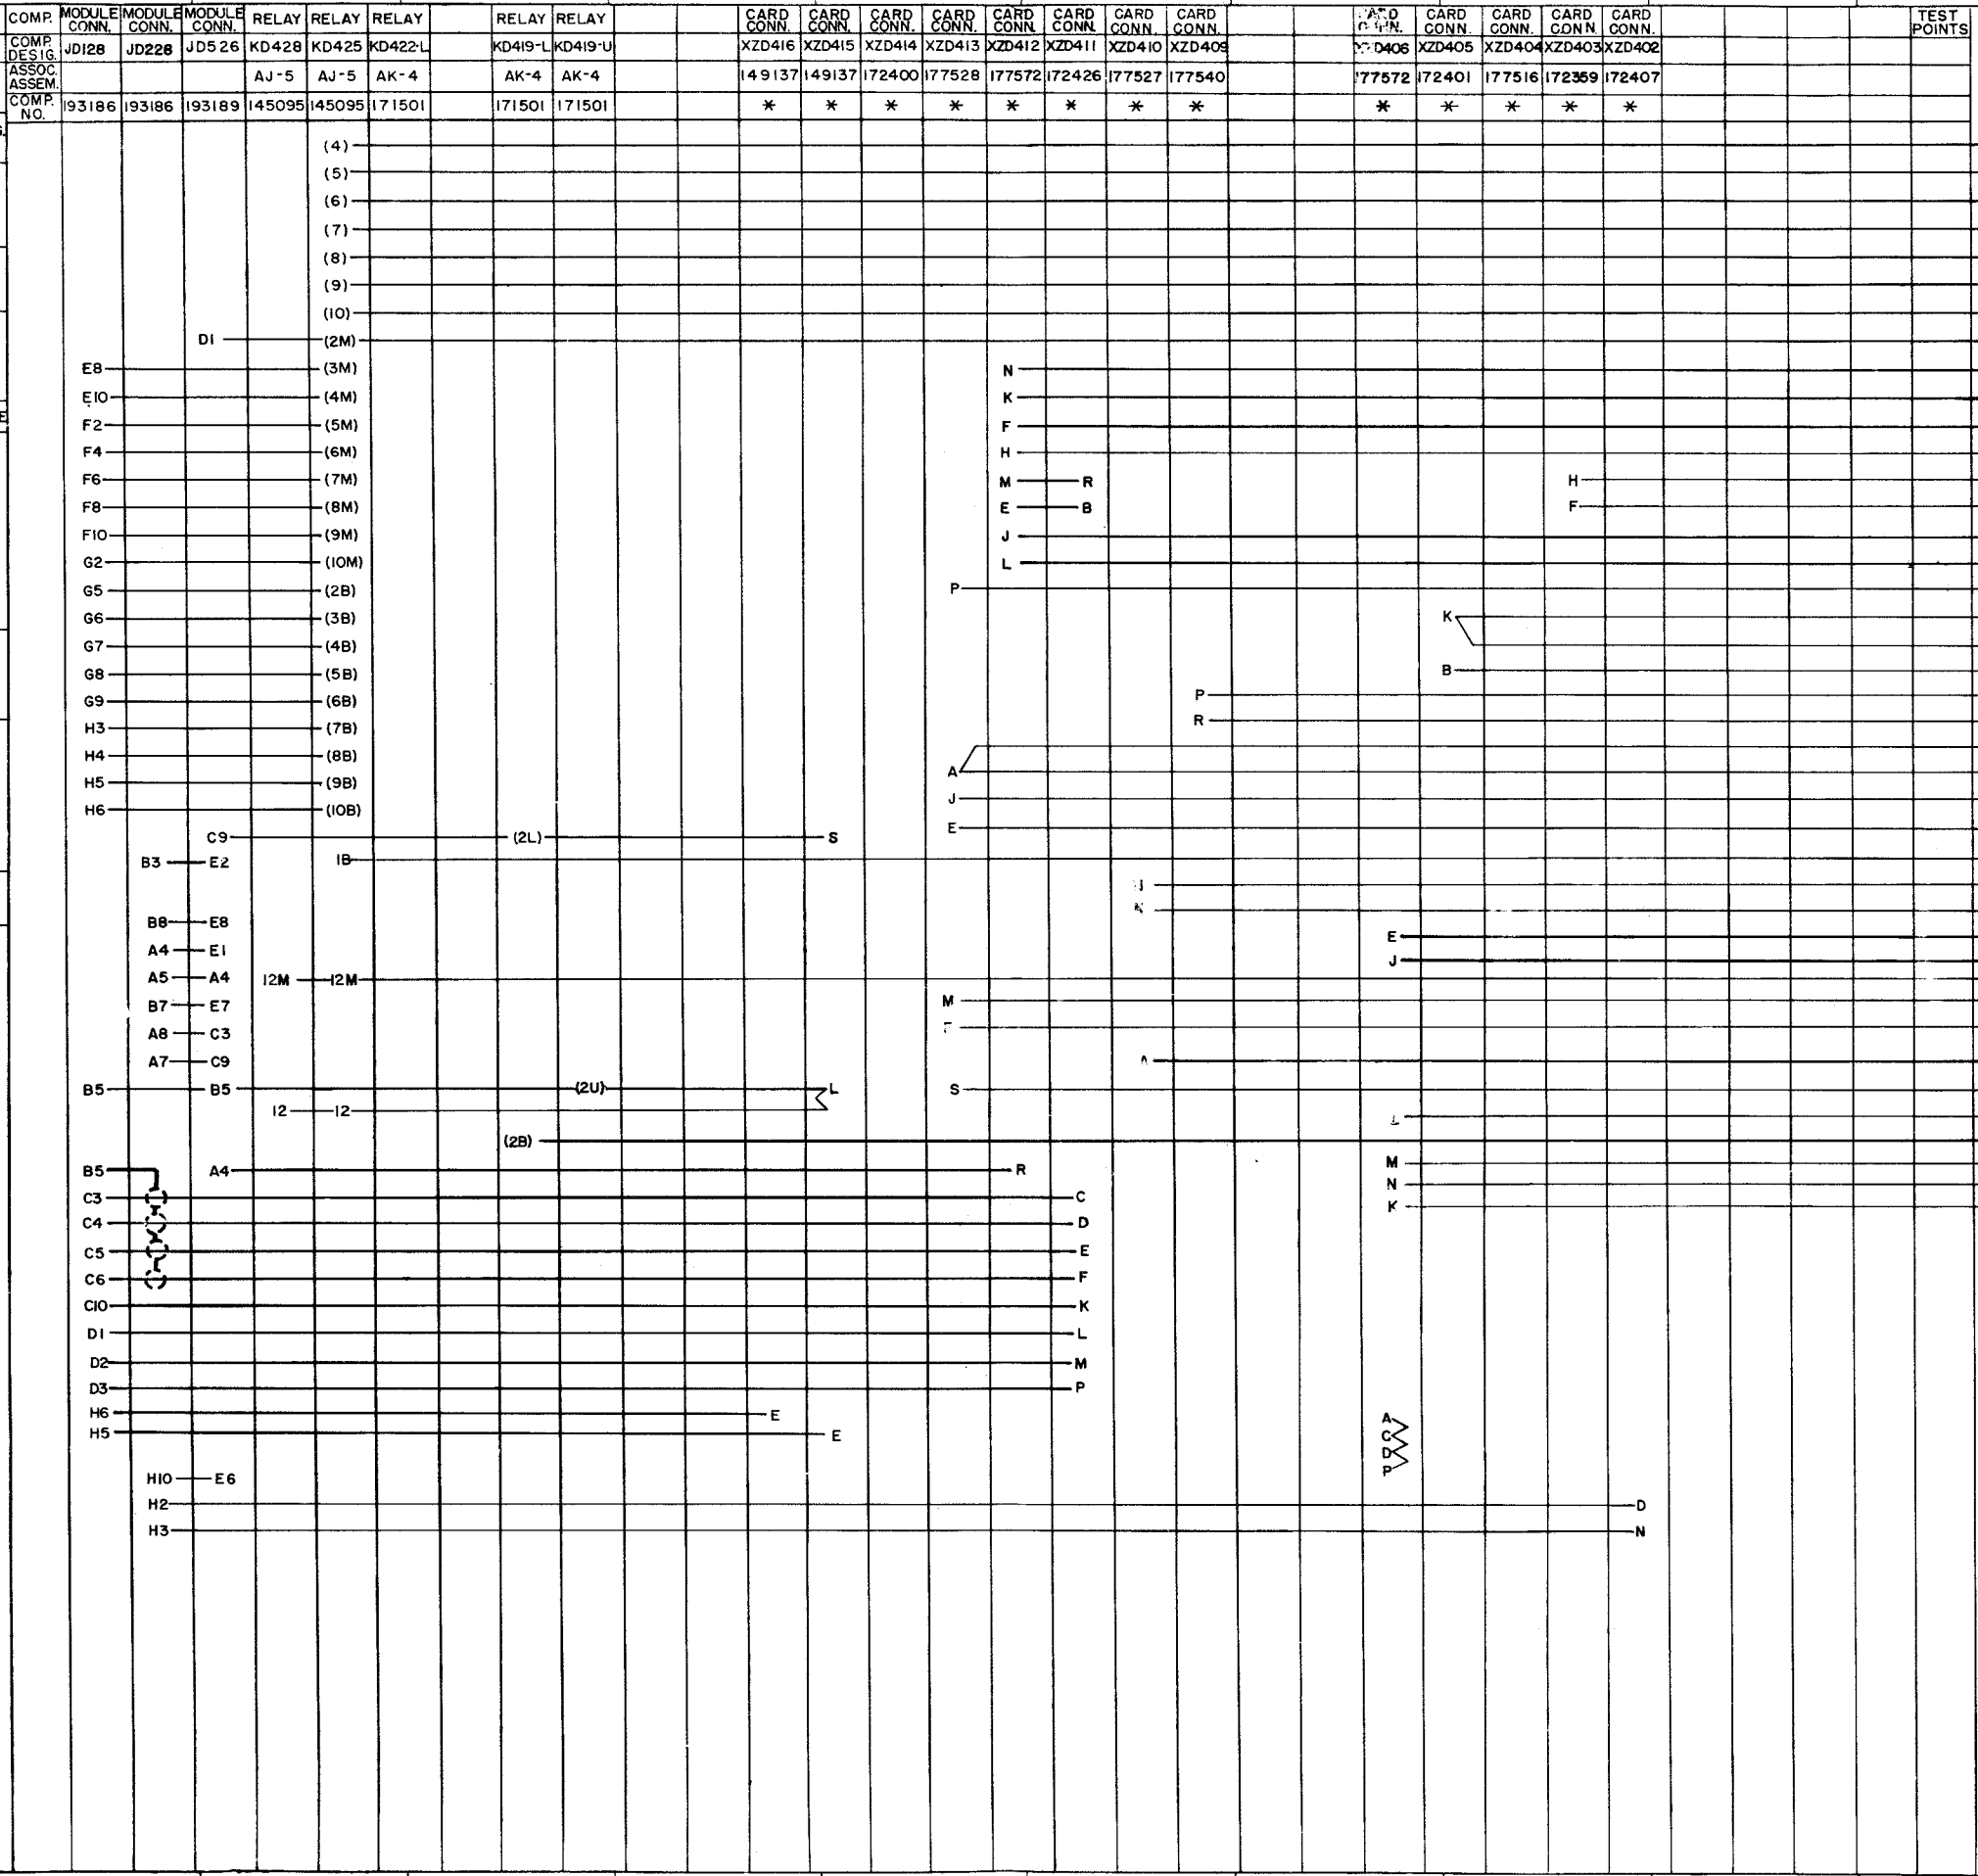 COMP. MODULE CONN. MODULE CONN. MODULE CONN. RELAY RELAY RELAY RELAY RELAY CARD CONN. CARD CONN. CARD CONN. CARD CONN. CARD CONN. CARD CONN. CARD CONN. CARD CONN. CARD CONN. CARD CONN. CARD CONN. CARD CONN. CARD CONN. TEST POINTS
COMP. DESIG. JD128 JD228 JD526 KD428 KD425 KD422-L KD419-L KD419-U XZD416 XZD415 XZD414 XZD413 XZD412 XZD411 XZD410 XZD409 XZD406 XZD405 XZD404 XZD403 XZD402
ASSOC. ASSEM. AJ-5 AJ-5 AK-4 AK-4 AK-4 149137 149137 172400 177528 177572 172426 177527 177540 177572 172401 177516 172359 172407
COMP. NO. 193186 193186 193189 145095 145095 171501 171501 171501 * * * * * * * * * * * * *
(4)
(5)
(6)
(7)
(8)
(9)
(10)
D1 (2M)
E8 (3M) N
E10 (4M) K
F2 (5M) F
F4 (6M) H
F6 (7M) M R H
F8 (8M) E B F
F10 (9M) J
G2 (10M) L
G5 (2B) P
G6 (3B) K
G7 (4B)
G8 (5B) B
G9 (6B) P
H3 (7B) R
H4 (8B)
H5 (9B) A
H6 (10B) J
C9 (2L) S E
B3 E2 1B
J
K
B8 E8
A4 E1 E
J
A5 A4 12M 12M
B7 E7 M
A8 C3
A7 C9
B5 B5 (2U) L S
12 12
L
(2B)
B5 A4 R M
C3 C N
K
C4 D
C5 E
C6 F
C10 K
D1 L
D2 M
D3 P
H6 E A
H5 E C
D
P
H10 E6
H2 D
H3 N